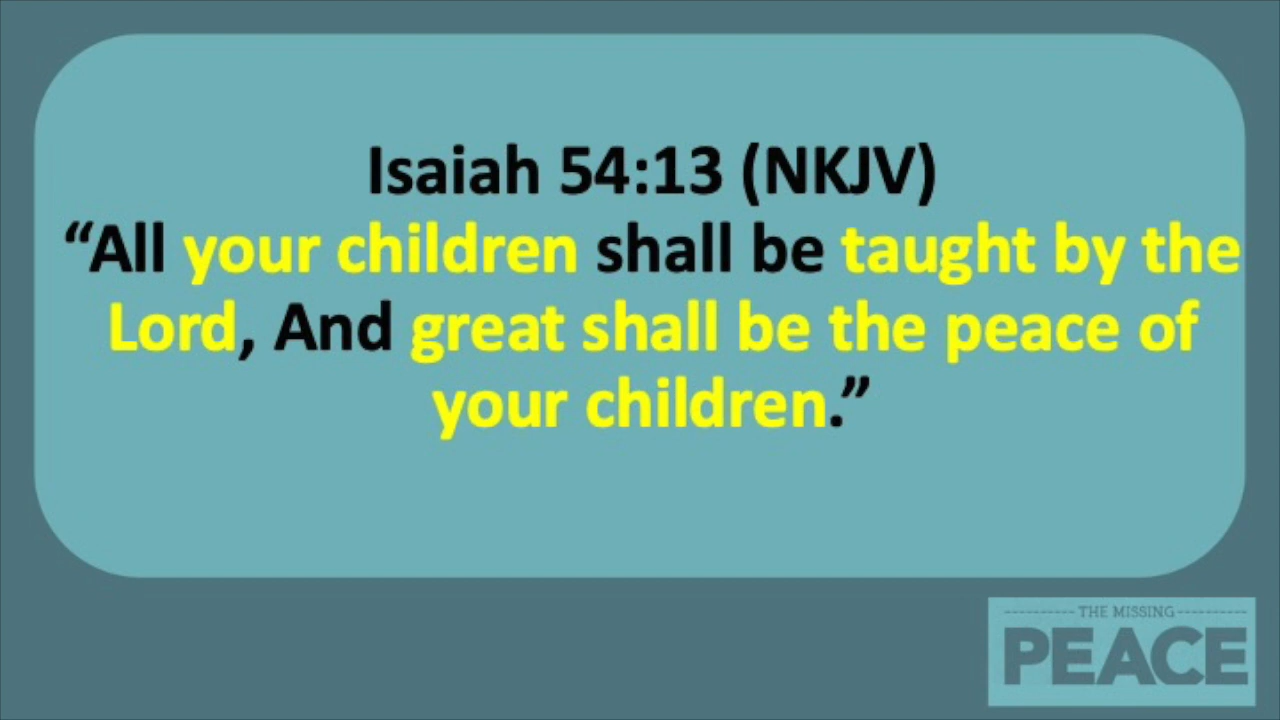 Isaiah 54:13 (NKJV)
“All your children shall be taught by the
Lord, And great shall be the peace of
your children.”
THE MISSING
PEACE